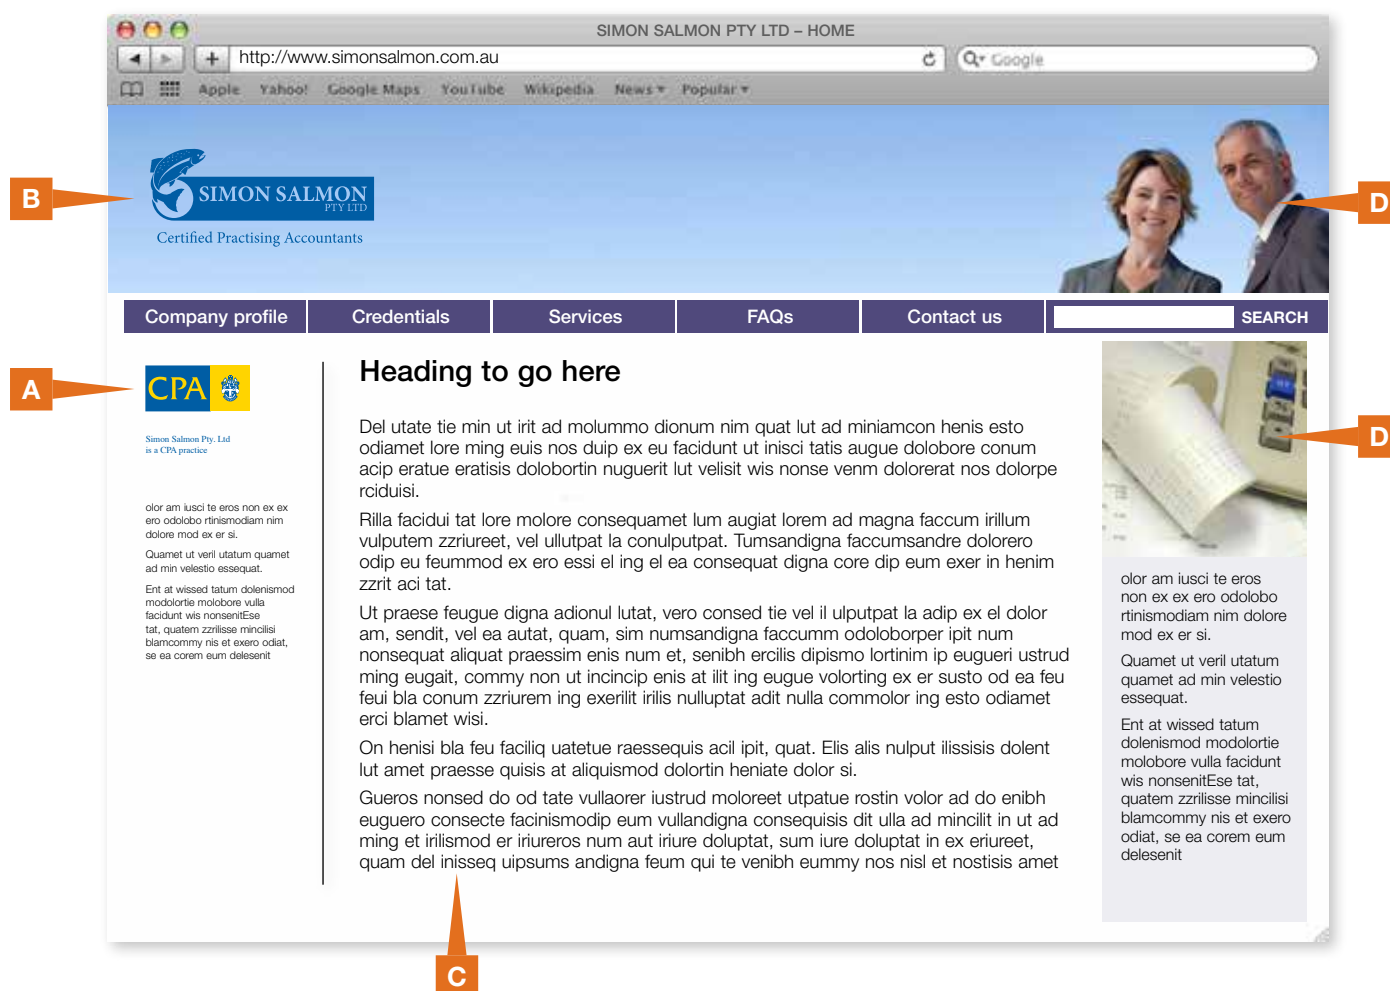 SIMON SALMON PTY LTD – HOME
http://www.simonsalmon.com.au
Google
Apple Yahoo! Google Maps YouTube Wikipedia News Popular
B
SIMON SALMON
PTY LTD
Certified Practising Accountants
D
Company profile Credentials Services FAQs Contact us SEARCH
A
CPA
Simon Salmon Pty. Ltd
is a CPA practice
olor am iusci te eros non ex ex
ero odolobo rtinismodiam nim
dolore mod ex er si.
Quamet ut veril utatum quamet
ad min velestio essequat.
Ent at wissed tatum dolenismod
modolortie molobore vulla
facidunt wis nonsenitEse
tat, quatem zzrilisse mincilisi
blamcommy nis et exero odiat,
se ea corem eum delesenit
Heading to go here
Del utate tie min ut irit ad molummo dionum nim quat lut ad miniamcon henis esto
odiamet lore ming euis nos duip ex eu facidunt ut inisci tatis augue dolobore conum
acip eratue eratisis dolobortin nuguerit lut velisit wis nonse venm dolorerat nos dolorpe
rciduisi.
Rilla facidui tat lore molore consequamet lum augiat lorem ad magna faccum irillum
vulputem zzriureet, vel ullutpat la conulputpat. Tumsandigna faccumsandre dolorero
odip eu feummod ex ero essi el ing el ea consequat digna core dip eum exer in henim
zzrit aci tat.
Ut praese feugue digna adionul lutat, vero consed tie vel il ulputpat la adip ex el dolor
am, sendit, vel ea autat, quam, sim numsandigna faccumm odoloborper ipit num
nonsequat aliquat praessim enis num et, senibh ercilis dipismo lortinim ip eugueri ustrud
ming eugait, commy non ut incincip enis at ilit ing eugue volorting ex er susto od ea feu
feui bla conum zzriurem ing exerilit irilis nulluptat adit nulla commolor ing esto odiamet
erci blamet wisi.
On henisi bla feu faciliq uatetue raessequis acil ipit, quat. Elis alis nulput ilissisis dolent
lut amet praesse quisis at aliquismod dolortin heniate dolor si.
Gueros nonsed do od tate vullaorer iustrud moloreet utpatue rostin volor ad do enibh
euguero consecte facinismodip eum vullandigna consequisis dit ulla ad mincilit in ut ad
ming et irilismod er iriureros num aut iriure doluptat, sum iure doluptat in ex eriureet,
quam del inisseq uipsums andigna feum qui te venibh eummy nos nisl et nostisis amet
D
olor am iusci te eros
non ex ex ero odolobo
rtinismodiam nim dolore
mod ex er si.
Quamet ut veril utatum
quamet ad min velestio
essequat.
Ent at wissed tatum
dolenismod modolortie
molobore vulla facidunt
wis nonsenitEse tat,
quatem zzrilisse mincilisi
blamcommy nis et exero
odiat, se ea corem eum
delesenit
C